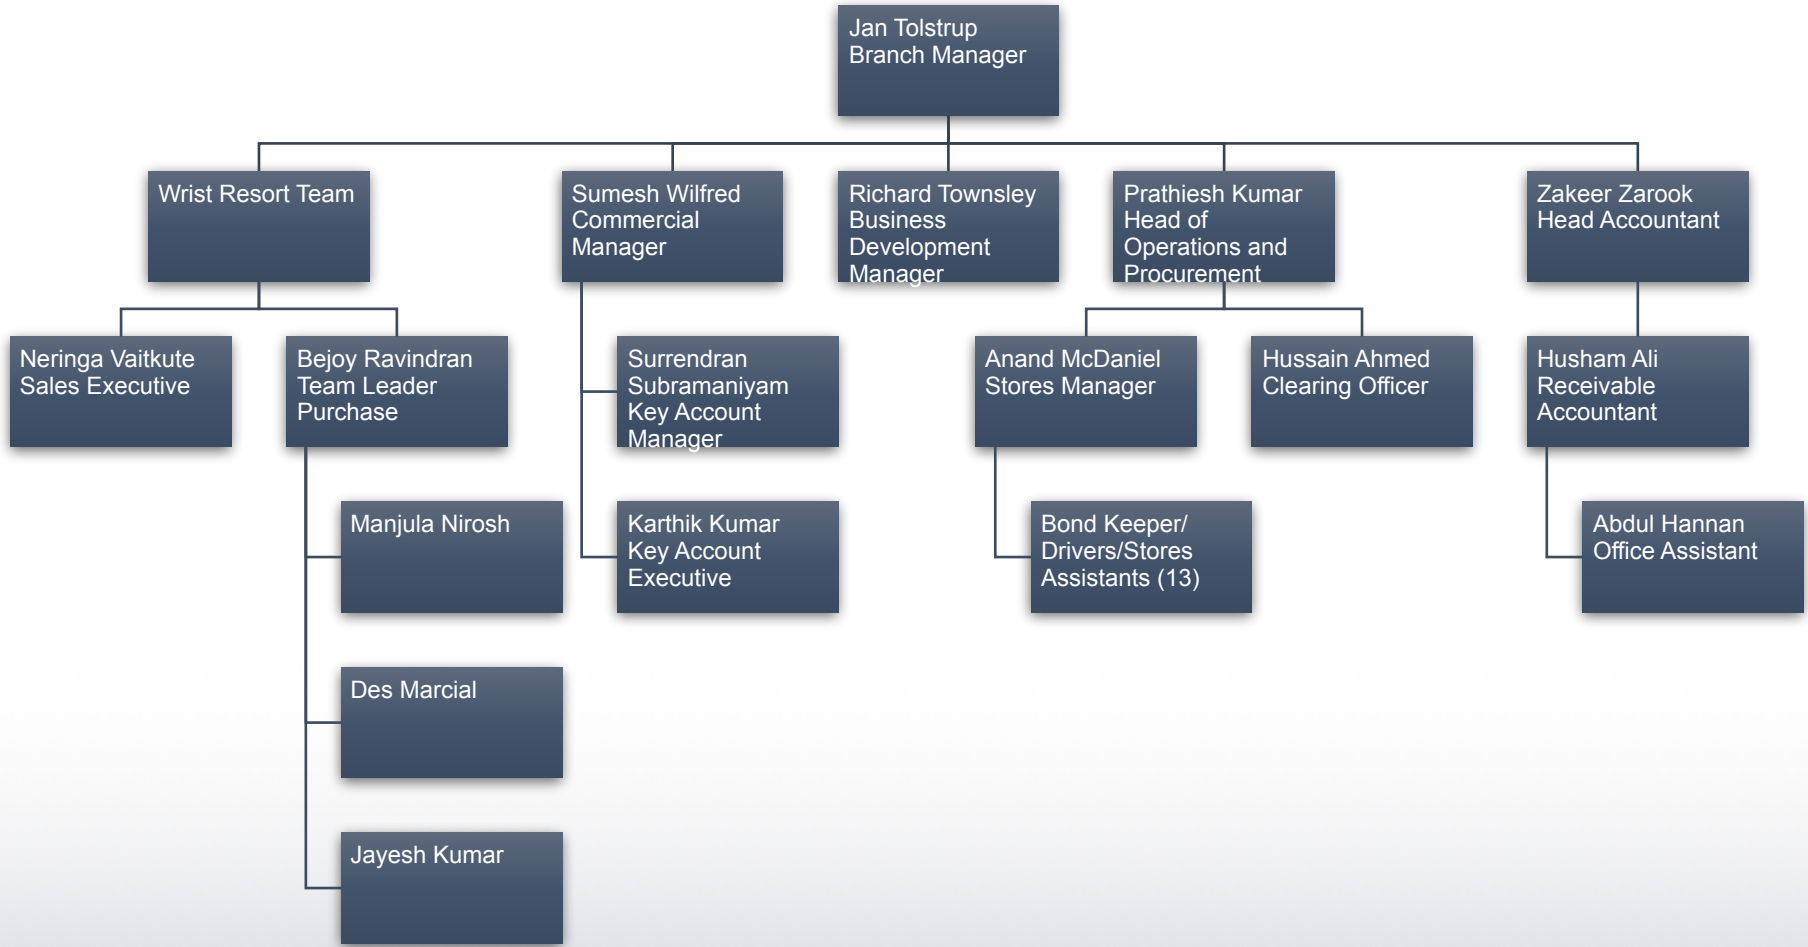 Jan Tolstrup
Branch Manager
Wrist Resort Team
Sumesh Wilfred
Commercial
Manager
Richard Townsley
Business
Development
Manager
Prathiesh Kumar
Head of
Operations and
Procurement
Zakeer Zarook
Head Accountant
Neringa Vaitkute
Sales Executive
Bejoy Ravindran
Team Leader
Purchase
Surrendran
Subramaniyam
Key Account
Manager
Anand McDaniel
Stores Manager
Hussain Ahmed
Clearing Officer
Husham Ali
Receivable
Accountant
Manjula Nirosh
Karthik Kumar
Key Account
Executive
Bond Keeper/
Drivers/Stores
Assistants (13)
Abdul Hannan
Office Assistant
Des Marcial
Jayesh Kumar